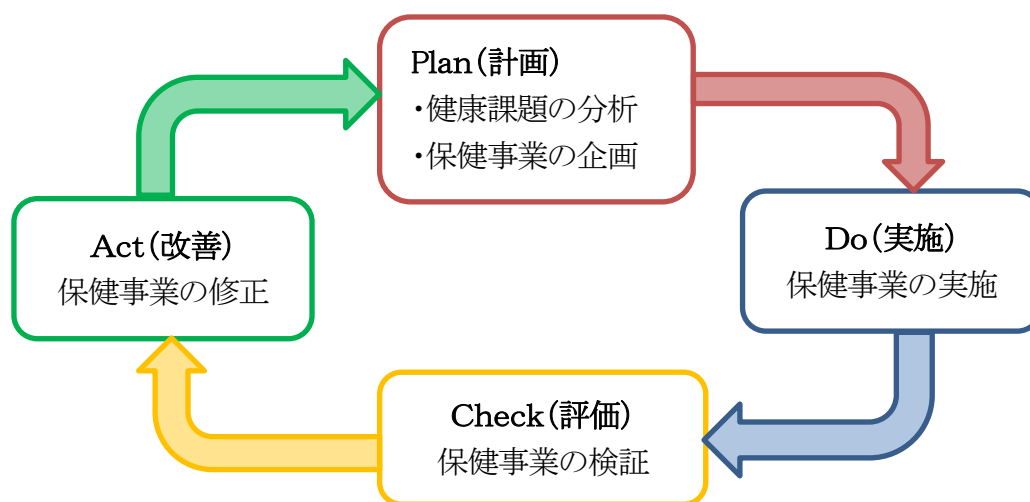 Plan(計画)
・健康課題の分析
・保健事業の企画
Do(実施)
保健事業の実施
Check(評価)
保健事業の検証
Act(改善)
保健事業の修正